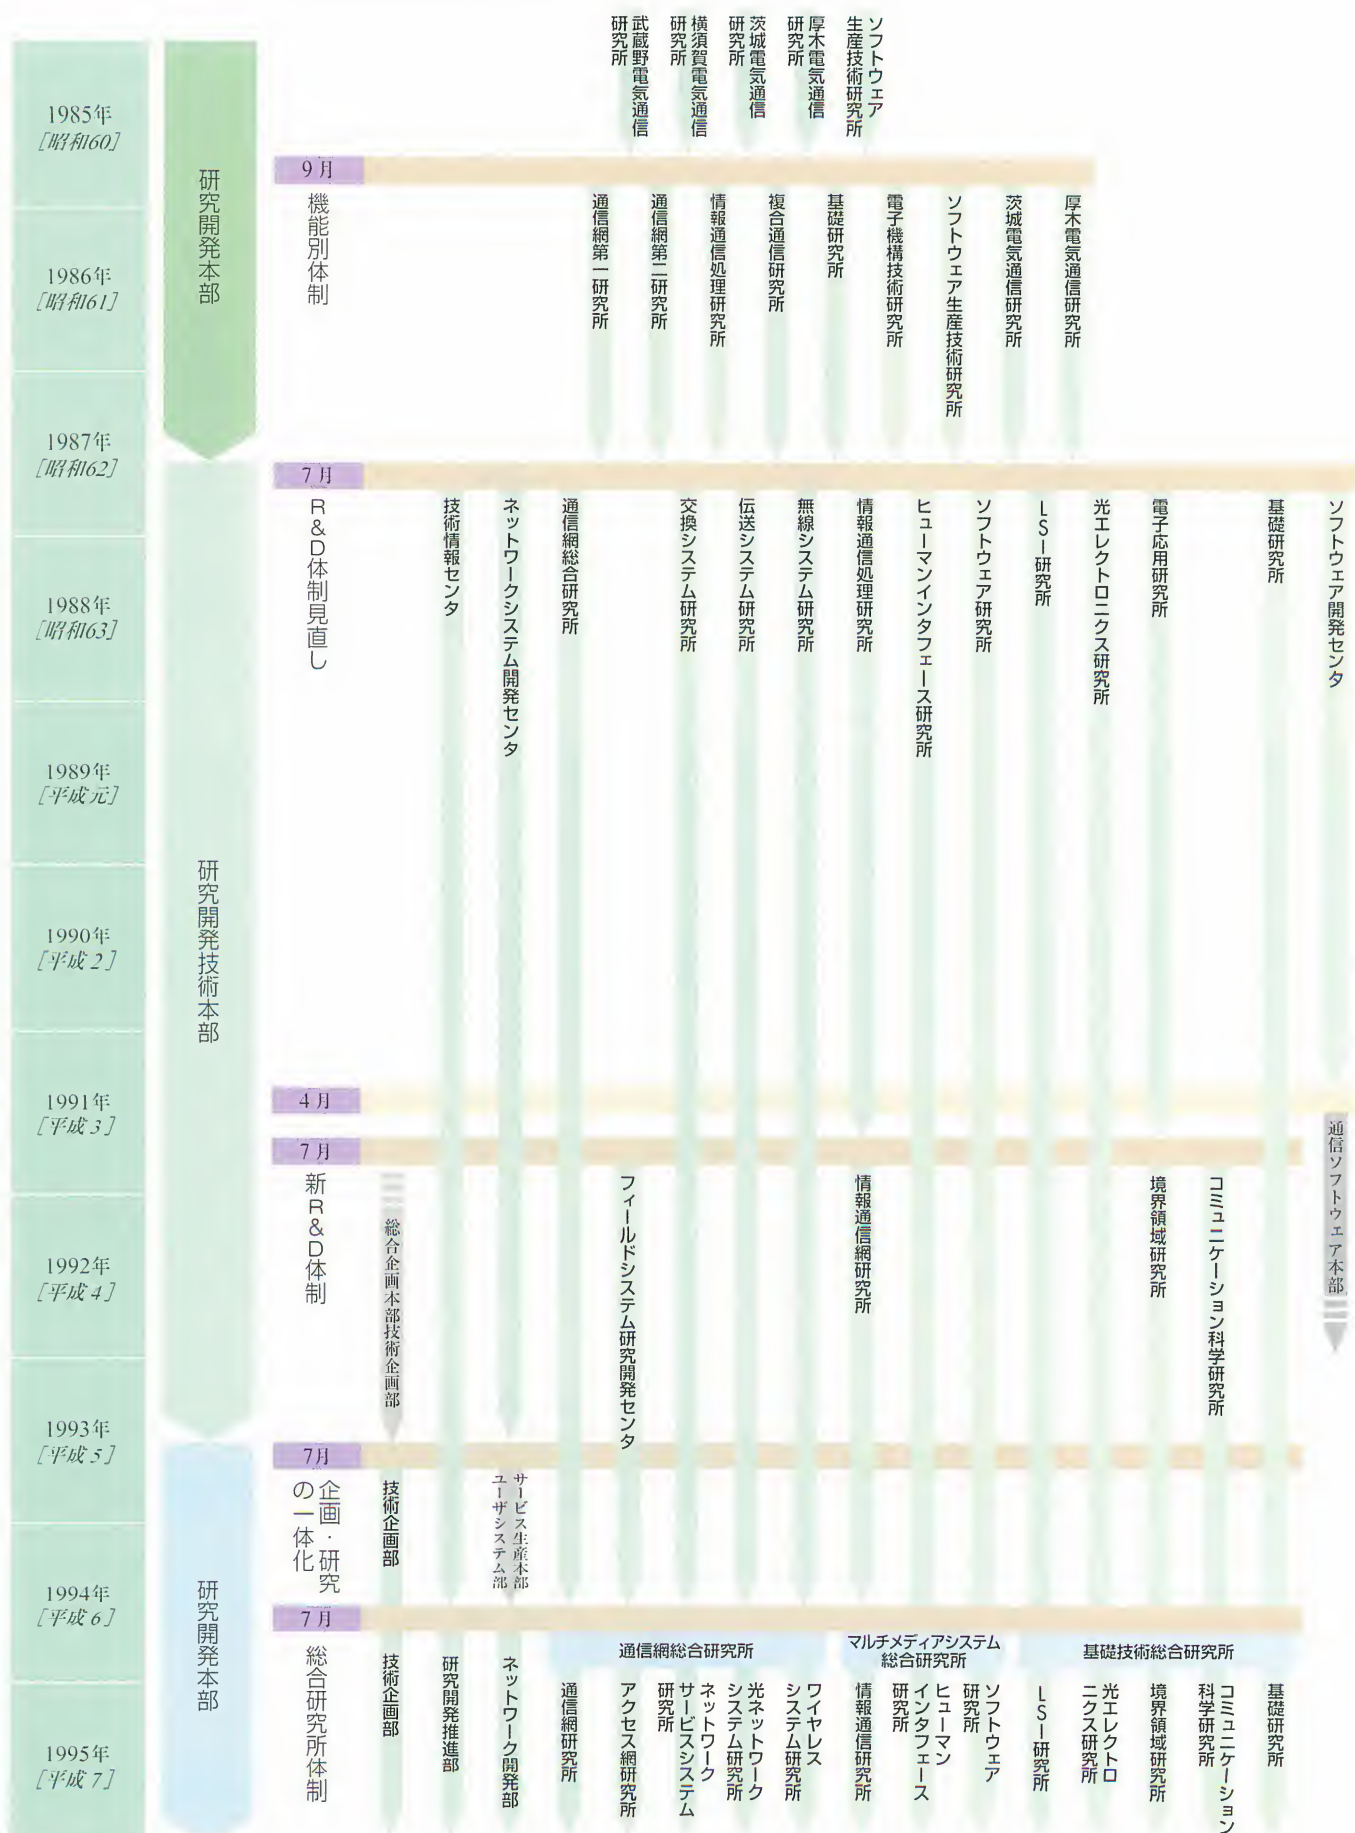 1985年
[昭和60]
1986年
[昭和61]
1987年
[昭和62]
1988年
[昭和63]
1989年
[平成元]
1990年
[平成2]
1991年
[平成3]
1992年
[平成4]
1993年
[平成5]
1994年
[平成6]
1995年
[平成7]
研究開発本部
研究開発技術本部
研究開発本部
武蔵野電気通信
研究所
横須賀電気通信
研究所
茨城電気通信
研究所
厚木電気通信
研究所
ソフトウェア
生産技術研究所
9月
機能別体制
通信網第一研究所
通信網第二研究所
情報通信処理研究所
複合通信研究所
基礎研究所
電子機構技術研究所
ソフトウェア生産技術研究所
茨城電気通信研究所
厚木電気通信研究所
7月
R&D体制見直し
技術情報センタ
ネットワークシステム開発センタ
通信網総合研究所
交換システム研究所
伝送システム研究所
無線システム研究所
情報通信処理研究所
ヒューマンインタフェース研究所
ソフトウェア研究所
LSI研究所
光エレクトロニクス研究所
電子応用研究所
基礎研究所
ソフトウェア開発センタ
4月
通信ソフトウェア本部
7月
新R&D体制
総合企画本部技術企画部
フィールドシステム研究開発センタ
情報通信網研究所
境界領域研究所
コミュニケーション科学研究所
7月
企画・研究
の一体化
技術企画部
サービス生産本部
ユーザシステム部
7月
総合研究所体制
技術企画部
研究開発推進部
ネットワーク開発部
通信網総合研究所
通信網研究所
アクセス網研究所
ネットワーク
サービスシステム
研究所
光ネットワーク
システム研究所
ワイヤレス
システム研究所
マルチメディアシステム
総合研究所
情報通信研究所
ヒューマン
インタフェース
研究所
ソフトウェア
研究所
基礎技術総合研究所
LSI研究所
光エレクトロ
ニクス研究所
境界領域研究所
コミュニケーション
科学研究所
基礎研究所